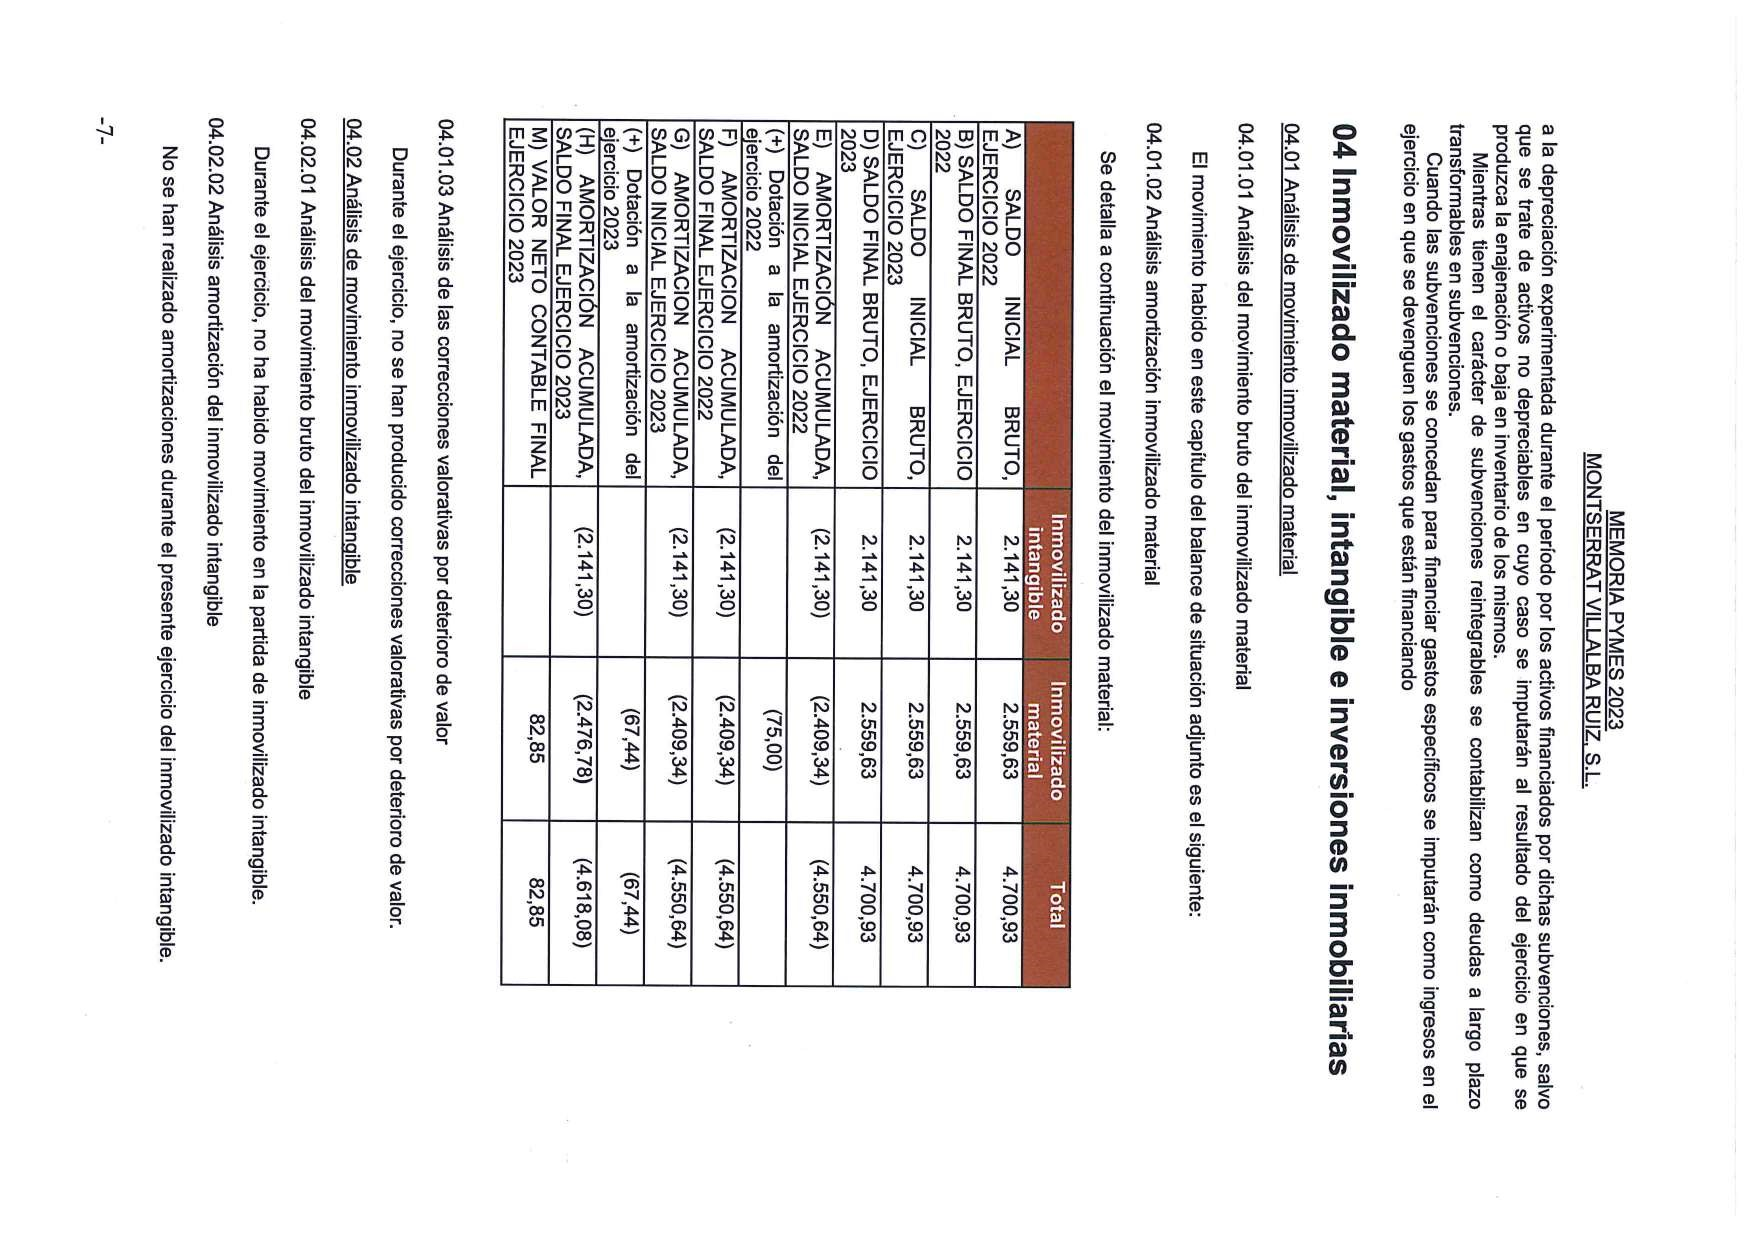 MEMORIA PYMES 2023
MONTSERRAT VILLALBA RUIZ, S.L.
a la depreciación experimentada durante el período por los activos financiados por dichas subvenciones, salvo
que se trate de activos no depreciables en cuyo caso se imputarán al resultado del ejercicio en que se
produzca la enajenación o baja en inventario de los mismos.
Mientras tienen el carácter de subvenciones reintegrables se contabilizan como deudas a largo plazo
transformables en subvenciones.
Cuando las subvenciones se concedan para financiar gastos específicos se imputarán como ingresos en el
ejercicio en que se devenguen los gastos que están financiando
04 Inmovilizado material, intangible e inversiones inmobiliarias
04.01 Análisis de movimiento inmovilizado material
04.01.01 Análisis del movimiento bruto del inmovilizado material
El movimiento habido en este capítulo del balance de situación adjunto es el siguiente:
04.01.02 Análisis amortización inmovilizado material
Se detalla a continuación el movimiento del inmovilizado material:
Inmovilizado Inmovilizado Total
intangible material
A) SALDO INICIAL BRUTO, 2.141,30 2.559,63 4.700,93
EJERCICIO 2022
B) SALDO FINAL BRUTO, EJERCICIO 2.141,30 2.559,63 4.700,93
2022
C) SALDO INICIAL BRUTO, 2.141,30 2.559,63 4.700,93
EJERCICIO 2023
D) SALDO FINAL BRUTO, EJERCICIO 2.141,30 2.559,63 4.700,93
2023
E) AMORTIZACIÓN ACUMULADA, (2.141,30) (2.409,34) (4.550,64)
SALDO INICIAL EJERCICIO 2022
(+) Dotación a la amortización del (75,00)
ejercicio 2022
F) AMORTIZACION ACUMULADA, (2.141,30) (2.409,34) (4.550,64)
SALDO FINAL EJERCICIO 2022
G) AMORTIZACION ACUMULADA, (2.141,30) (2.409,34) (4.550,64)
SALDO INICIAL EJERCICIO 2023
(+) Dotación a la amortización del (67,44) (67,44)
ejercicio 2023
(H) AMORTIZACIÓN ACUMULADA, (2.141,30) (2.476,78) (4.618,08)
SALDO FINAL EJERCICIO 2023
M) VALOR NETO CONTABLE FINAL 82,85 82,85
EJERCICIO 2023
04.01.03 Análisis de las correcciones valorativas por deterioro de valor
Durante el ejercicio, no se han producido correcciones valorativas por deterioro de valor.
04.02 Análisis de movimiento inmovilizado intangible
04.02.01 Análisis del movimiento bruto del inmovilizado intangible
Durante el ejercicio, no ha habido movimiento en la partida de inmovilizado intangible.
04.02.02 Análisis amortización del inmovilizado intangible
No se han realizado amortizaciones durante el presente ejercicio del inmovilizado intangible.
-7-